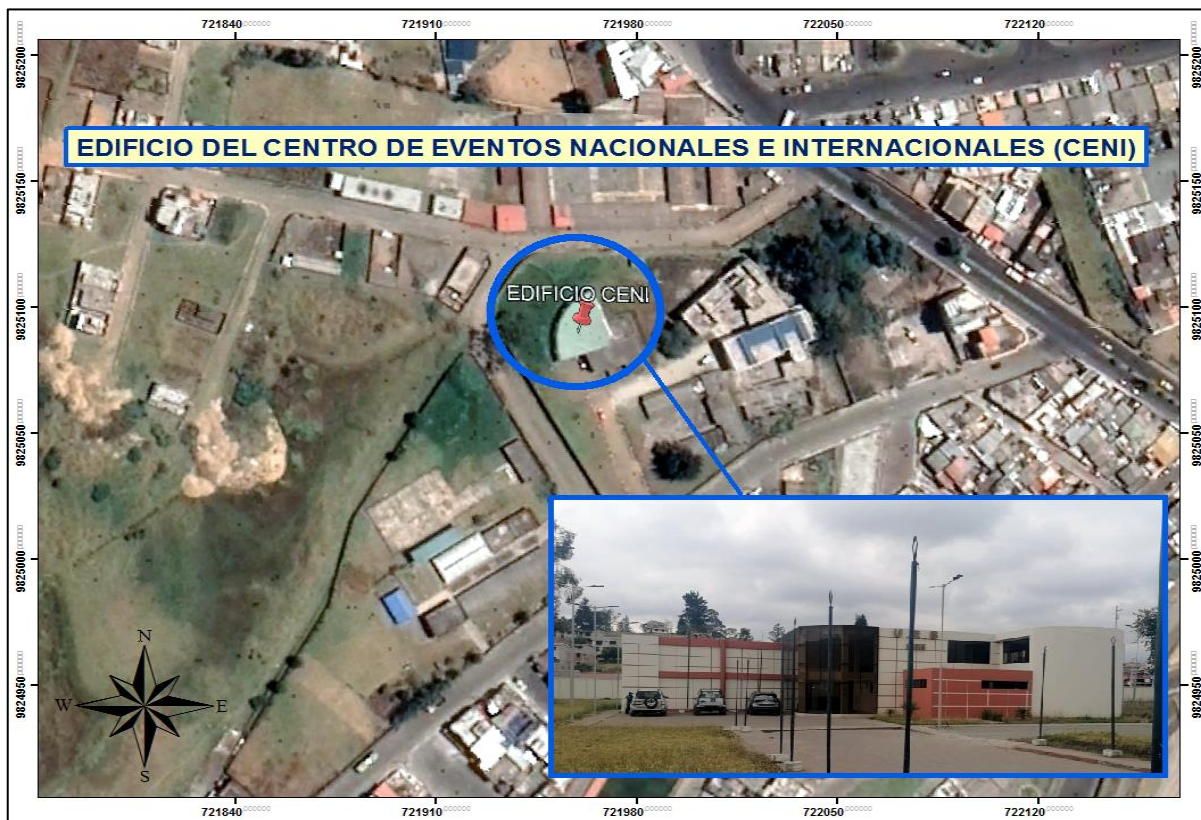 721840 721910 721980 722050 722120
9825200 9825200
EDIFICIO DEL CENTRO DE EVENTOS NACIONALES E INTERNACIONALES (CENI)
9825150 9825150
EDIFICIO CENI
9825100 9825100
9825050 9825050
9825000 9825000
N
W E
S
9824950 9824950
721840 721910 721980 722050 722120